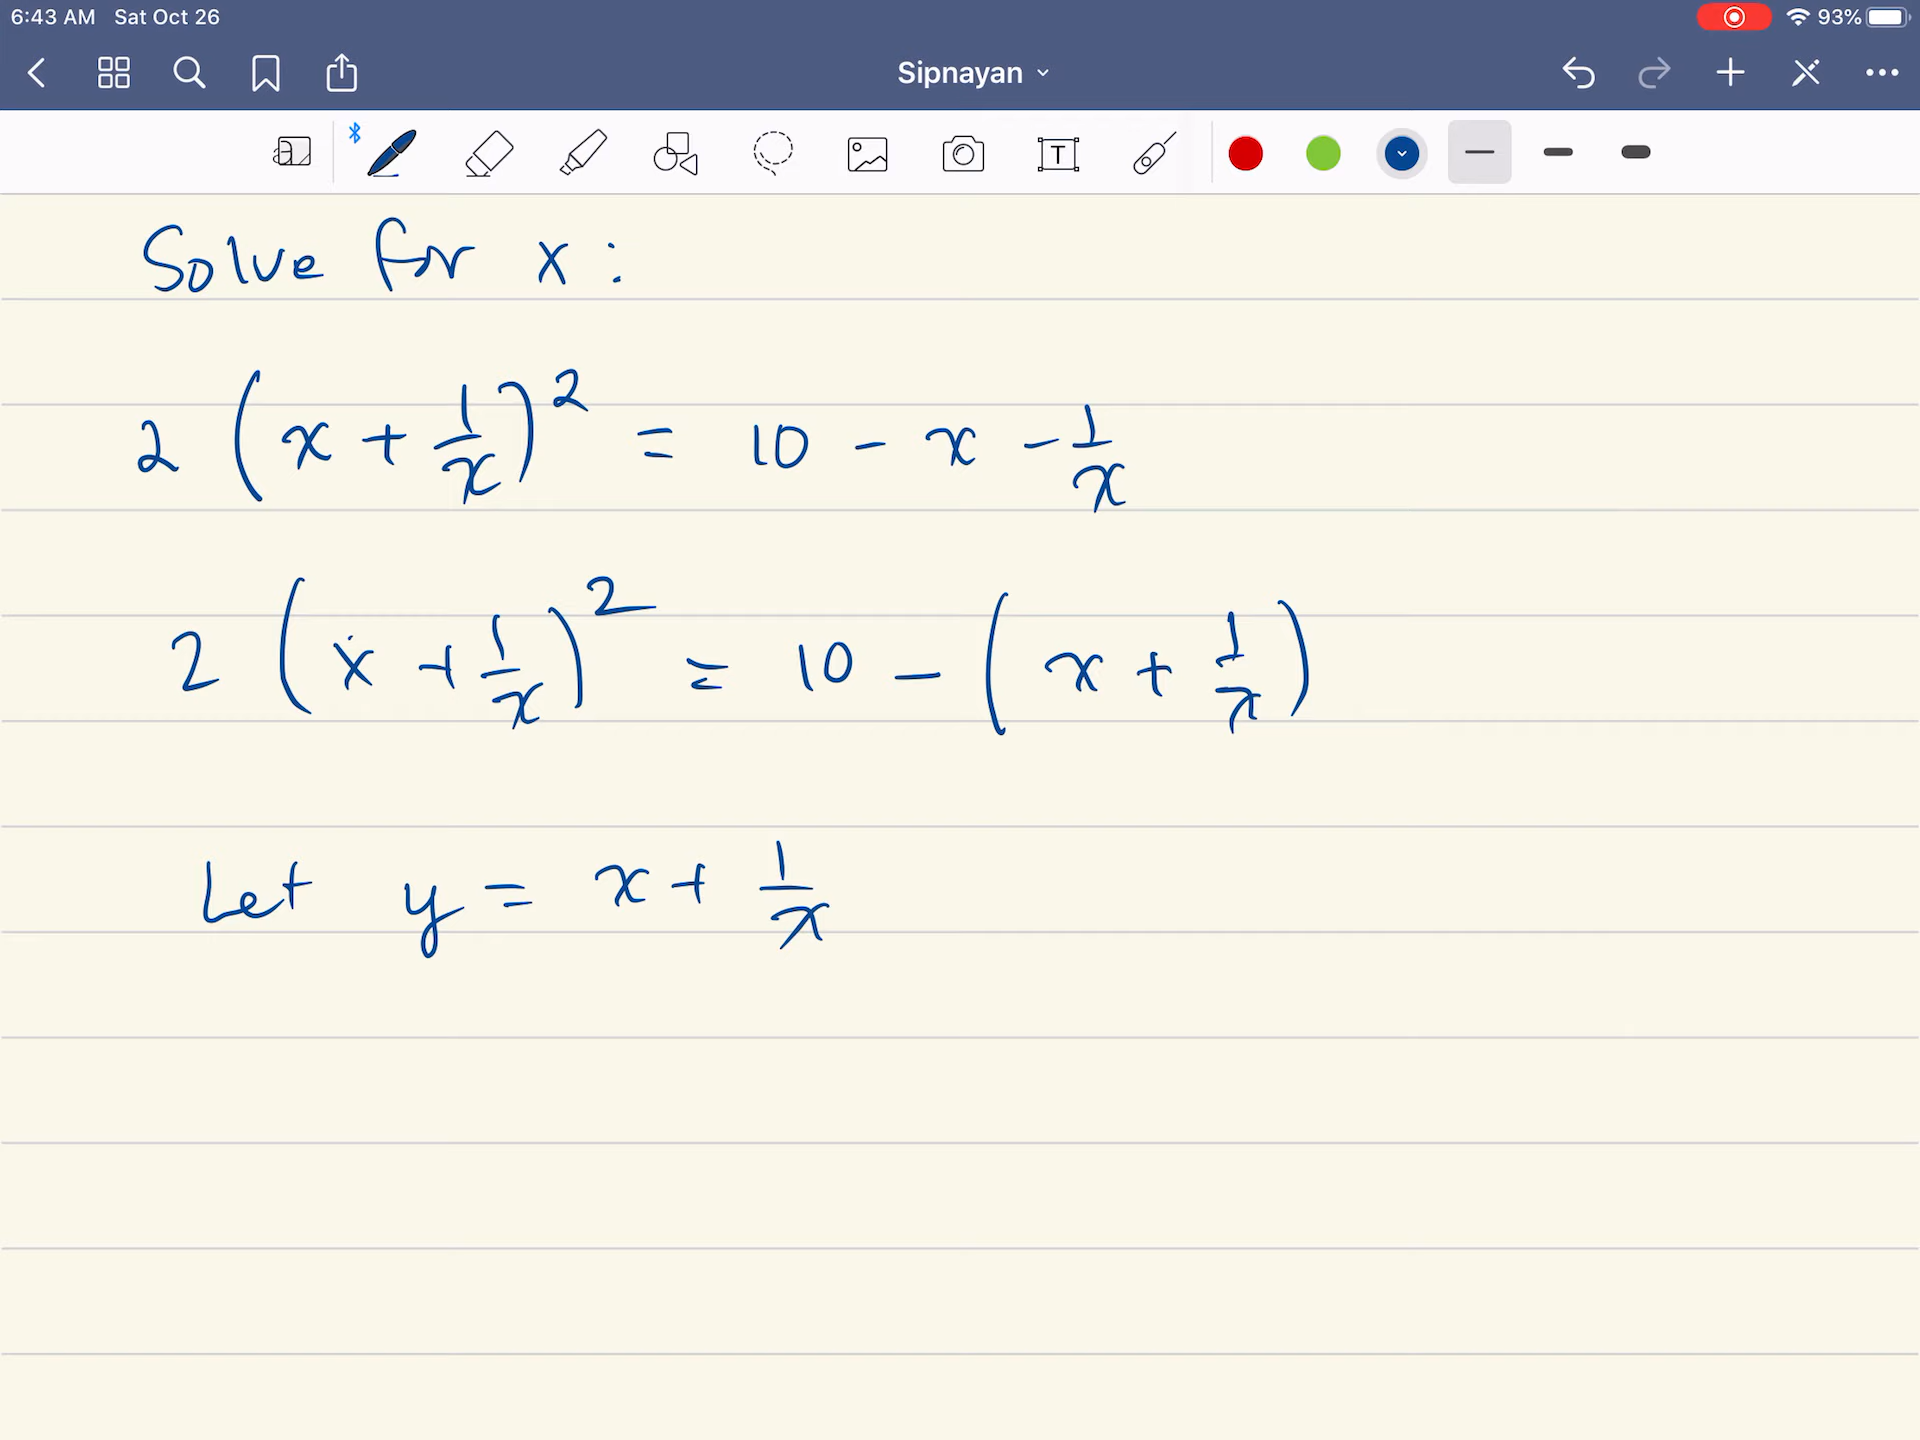 6:43 AM Sat Oct 26 93%
Sipnayan
T
Solve for x :
2 (x + 1/x)² = 10 - x - 1/x
2 (x + 1/x)² = 10 - (x + 1/x)
Let y = x + 1/x